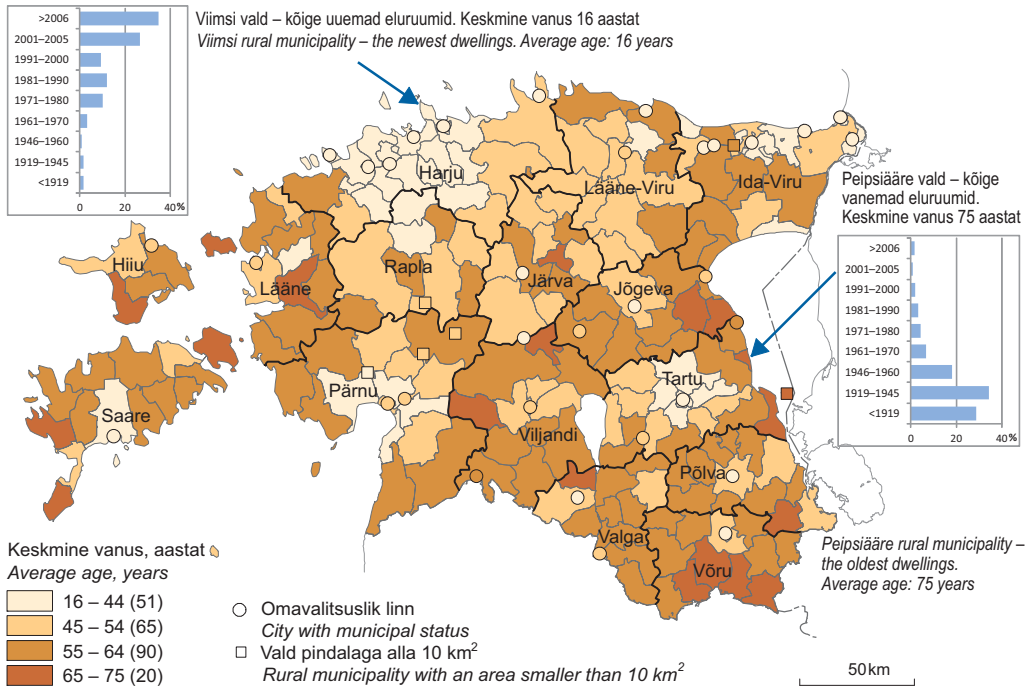 >2006
2001–2005
1991–2000
1981–1990
1971–1980
1961–1970
1946–1960
1919–1945
<1919
0 20 40%
Viimsi vald – kõige uuemad eluruumid. Keskmine vanus 16 aastat
Viimsi rural municipality – the newest dwellings. Average age: 16 years
Harju
Lääne-Viru
Ida-Viru
Hiiu
Lääne
Rapla
Järva
Jõgeva
Saare
Pärnu
Viljandi
Tartu
Põlva
Valga
Võru
Peipsiääre vald – kõige
vanemad eluruumid.
Keskmine vanus 75 aastat
>2006
2001–2005
1991–2000
1981–1990
1971–1980
1961–1970
1946–1960
1919–1945
<1919
0 20 40%
Peipsiääre rural municipality –
the oldest dwellings.
Average age: 75 years
Keskmine vanus, aastat
Average age, years
16 – 44 (51)
45 – 54 (65)
55 – 64 (90)
65 – 75 (20)
Omavalitsuslik linn
City with municipal status
Vald pindalaga alla 10 km²
Rural municipality with an area smaller than 10 km²
50 km